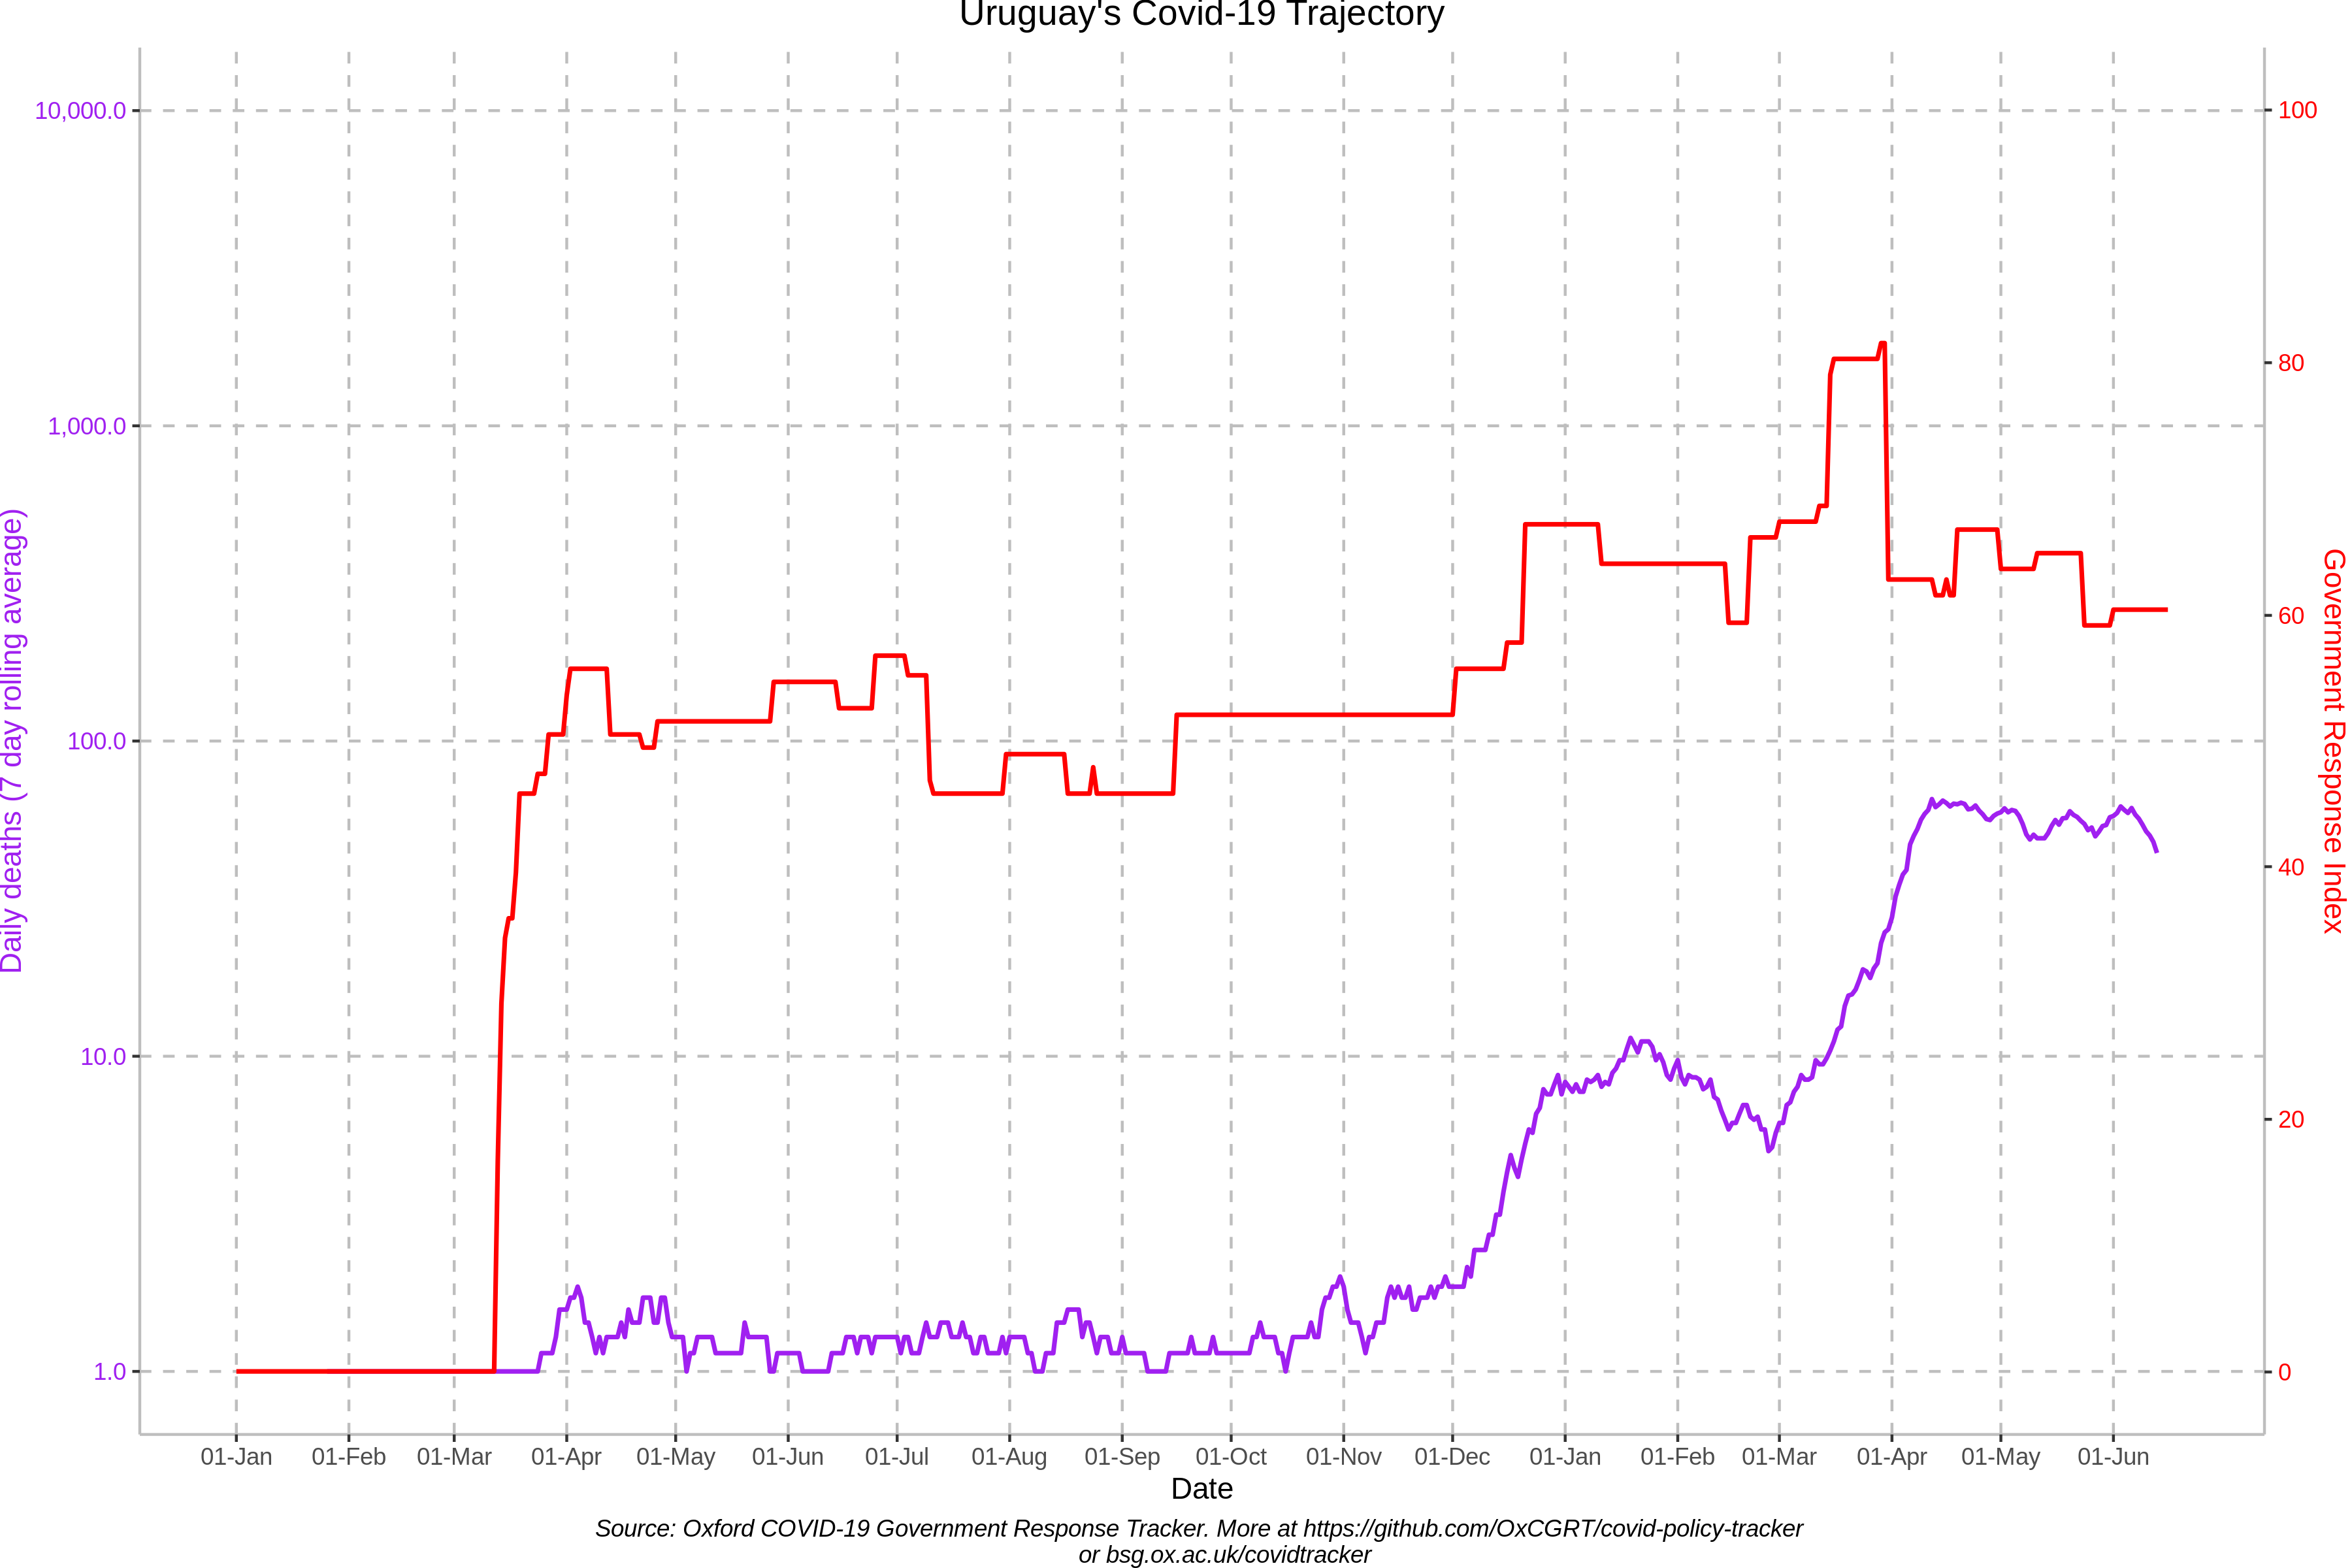 Uruguay's Covid-19 Trajectory
10,000.0
1,000.0
100.0
10.0
1.0
Daily deaths (7 day rolling average)
100
80
60
40
20
0
Government Response Index
01-Jan 01-Feb 01-Mar 01-Apr 01-May 01-Jun 01-Jul 01-Aug 01-Sep 01-Oct 01-Nov 01-Dec 01-Jan 01-Feb 01-Mar 01-Apr 01-May 01-Jun
Date
Source: Oxford COVID-19 Government Response Tracker. More at https://github.com/OxCGRT/covid-policy-tracker
or bsg.ox.ac.uk/covidtracker